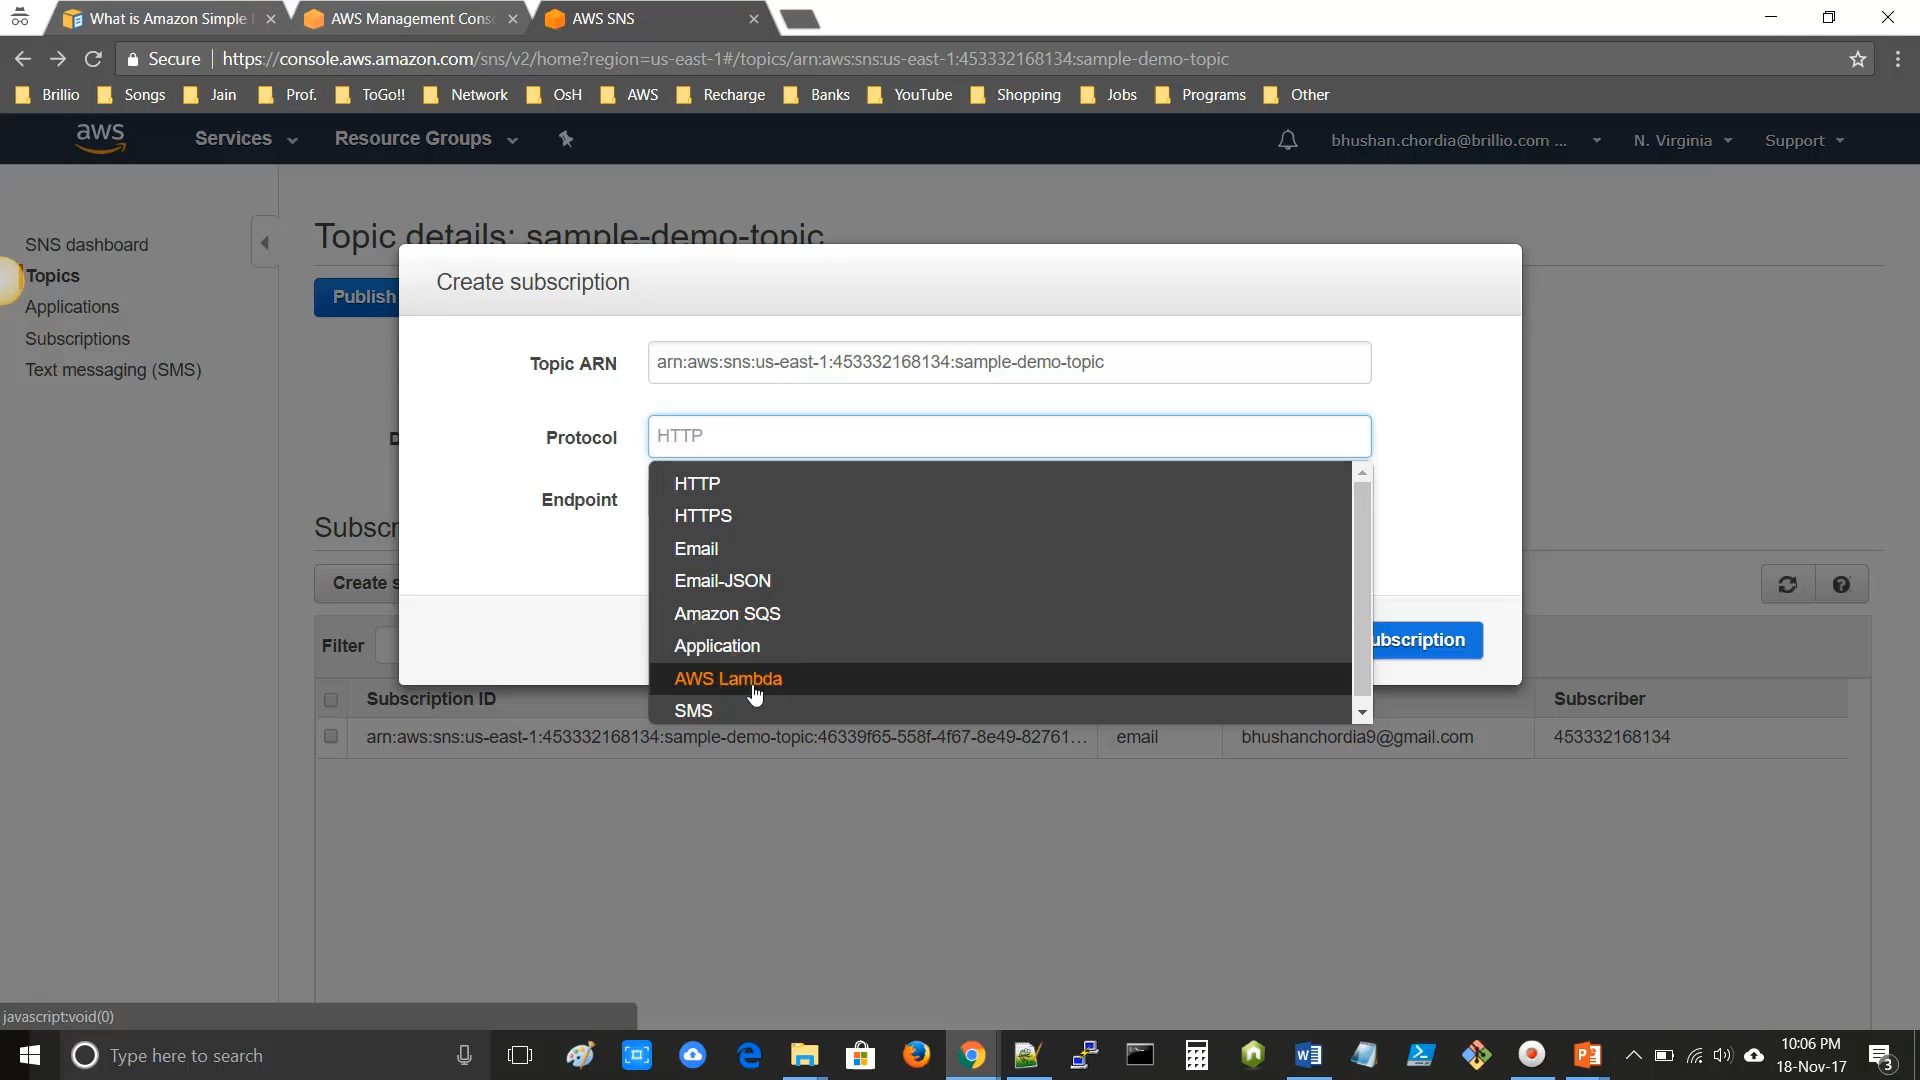 What is Amazon Simple
AWS Management Conso
AWS SNS
Secure
https://console.aws.amazon.com/sns/v2/home?region=us-east-1#/topics/arn:aws:sns:us-east-1:453332168134:sample-demo-topic
Brillio
Songs
Jain
Prof.
ToGo!!
Network
OsH
AWS
Recharge
Banks
YouTube
Shopping
Jobs
Programs
Other
aws
Services
Resource Groups
bhushan.chordia@brillio.com ...
N. Virginia
Support
SNS dashboard
Topics
Applications
Subscriptions
Text messaging (SMS)
Topic details: sample-demo-topic
Publish
Create subscription
Topic ARN
arn:aws:sns:us-east-1:453332168134:sample-demo-topic
Protocol
HTTP
Endpoint
HTTP
HTTPS
Email
Email-JSON
Amazon SQS
Application
AWS Lambda
SMS
ubscription
D
Subscr
Create s
Filter
Subscription ID
Subscriber
arn:aws:sns:us-east-1:453332168134:sample-demo-topic:46339f65-558f-4f67-8e49-82761...
email
bhushanchordia9@gmail.com
453332168134
javascript:void(0)
Type here to search
10:06 PM
18-Nov-17
3